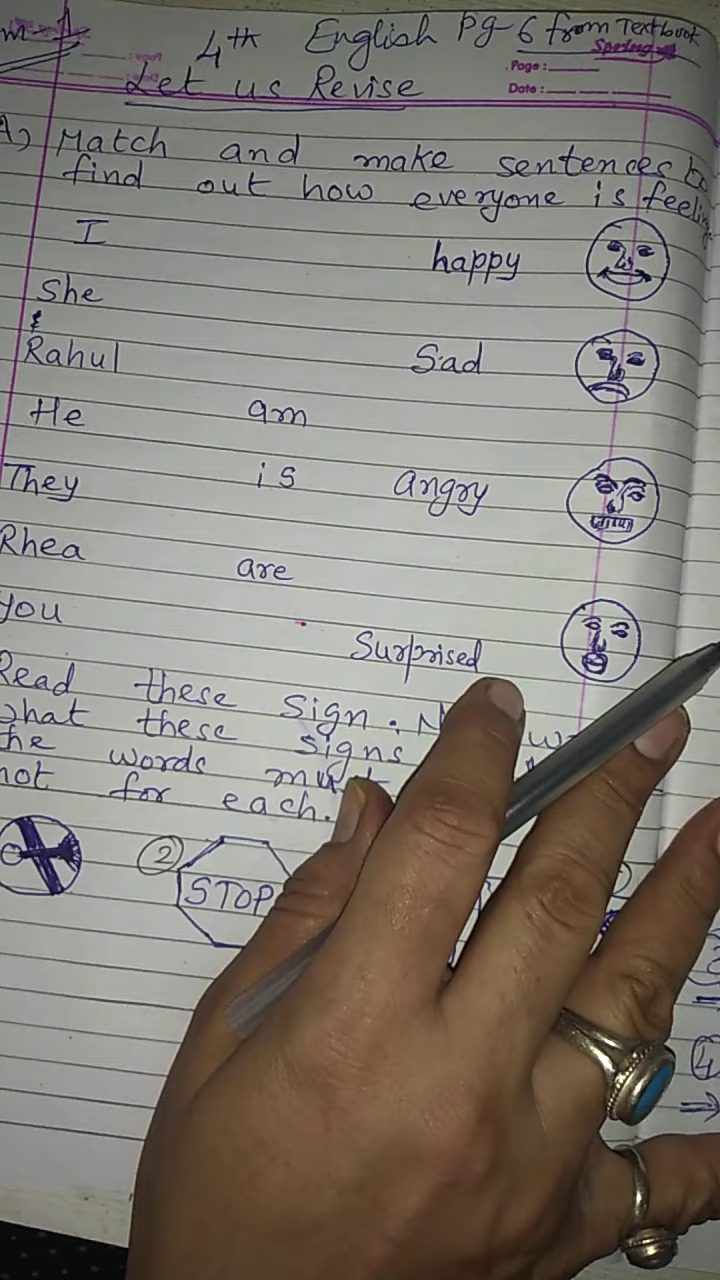 4th English Pg-6 from Textbook
Spring
Page :
Let us Revise
Date :
A) Match and make sentences to
find out how everyone is feeling
I
happy
She
&
Rahul Sad
He am
They is angry
Rhea are
You
Surprised
Read these sign.
what these signs
the words must
not for each.
2 STOP
4